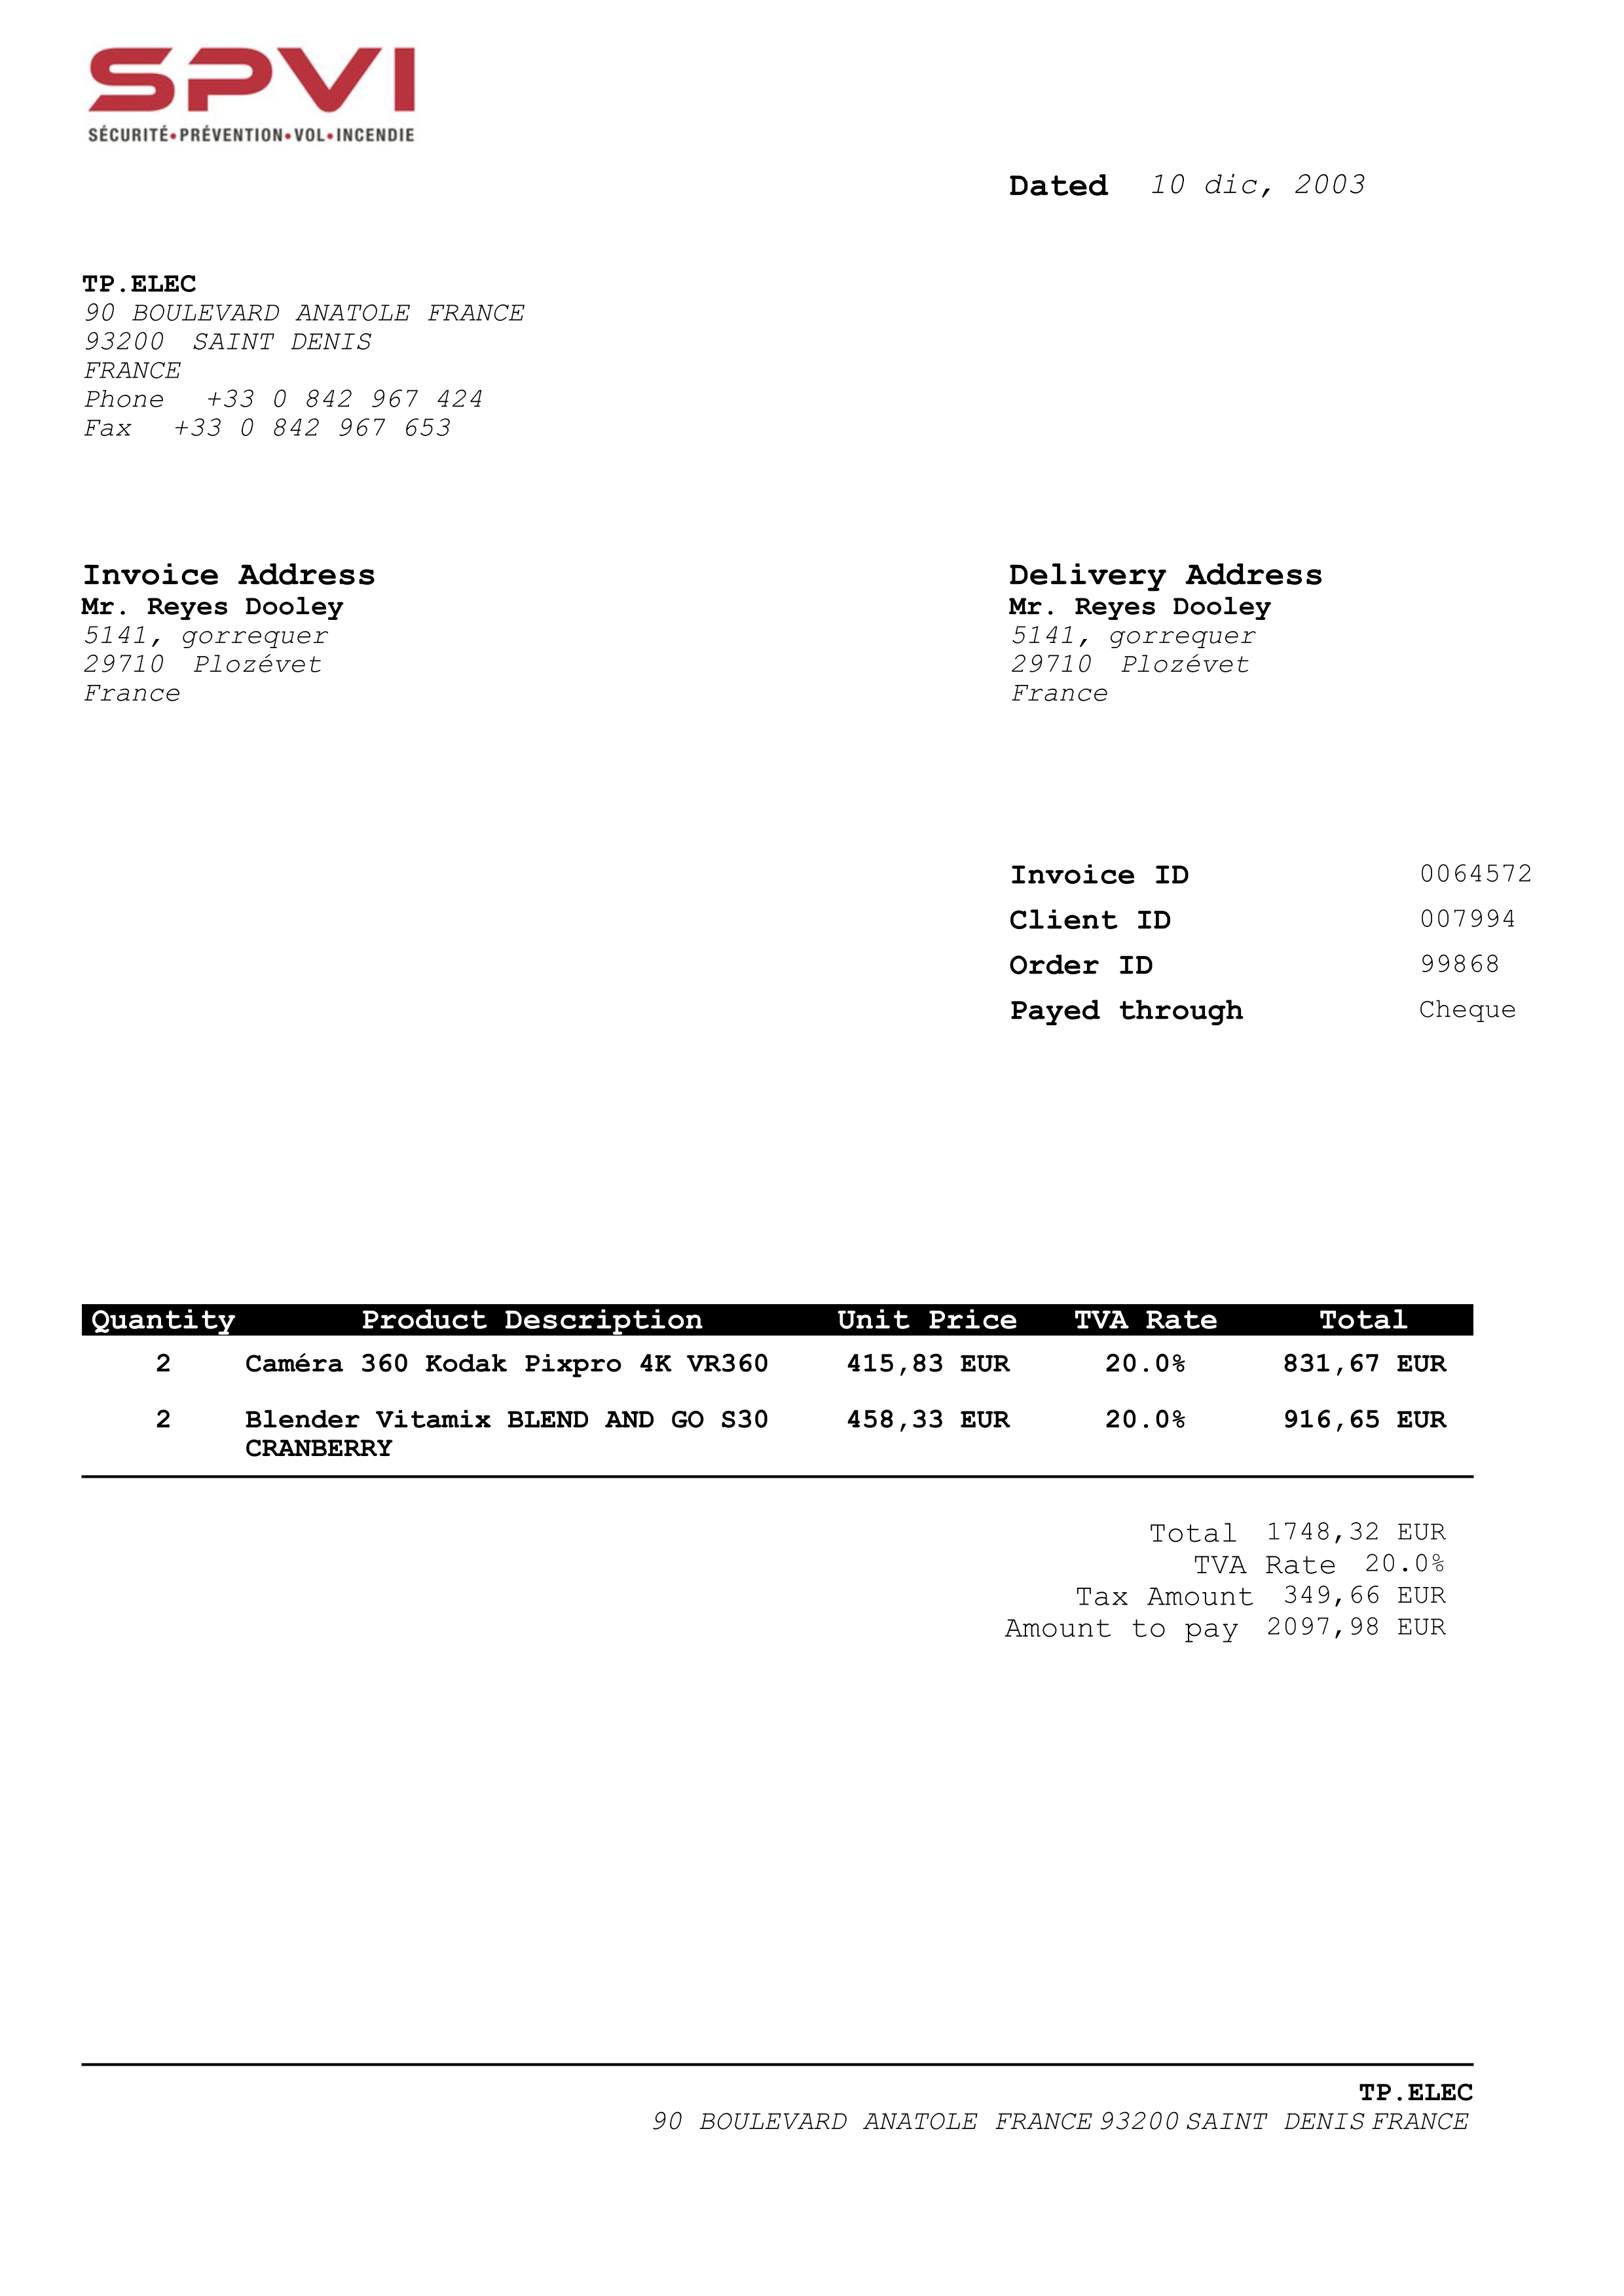 SPVI
SÉCURITÉ•PRÉVENTION•VOL•INCENDIE
Dated 10 dic, 2003
TP.ELEC
90 BOULEVARD ANATOLE FRANCE
93200 SAINT DENIS
FRANCE
Phone +33 0 842 967 424
Fax +33 0 842 967 653
Invoice Address
Mr. Reyes Dooley
5141, gorrequer
29710 Plozévet
France
Delivery Address
Mr. Reyes Dooley
5141, gorrequer
29710 Plozévet
France
Invoice ID 0064572
Client ID 007994
Order ID 99868
Payed through Cheque
Quantity Product Description Unit Price TVA Rate Total
2 Caméra 360 Kodak Pixpro 4K VR360 415,83 EUR 20.0% 831,67 EUR
2 Blender Vitamix BLEND AND GO S30 458,33 EUR 20.0% 916,65 EUR
CRANBERRY
Total 1748,32 EUR
TVA Rate 20.0%
Tax Amount 349,66 EUR
Amount to pay 2097,98 EUR
TP.ELEC
90 BOULEVARD ANATOLE FRANCE 93200 SAINT DENIS FRANCE